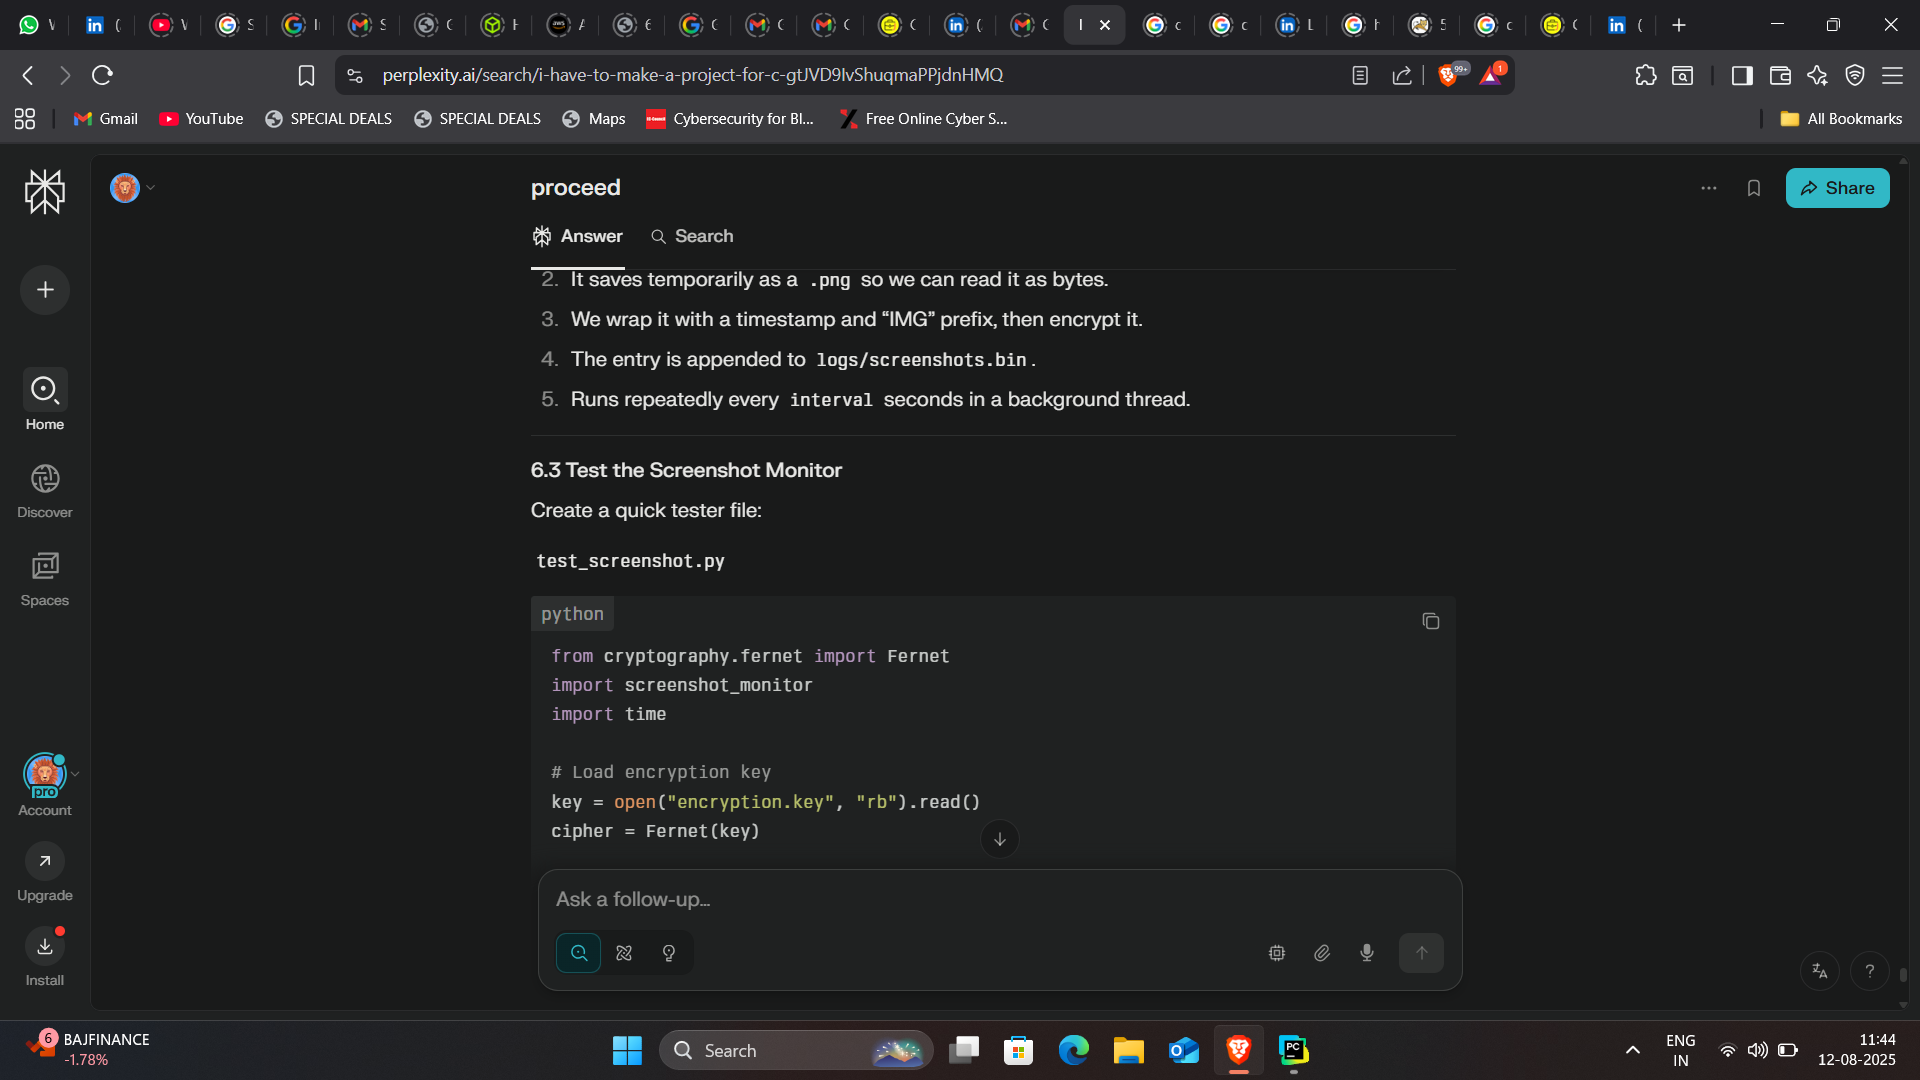 perplexity.ai/search/i-have-to-make-a-project-for-c-gtJVD9IvShuqmaPPjdnHMQ
99+
1
Gmail
YouTube
SPECIAL DEALS
SPECIAL DEALS
Maps
Cybersecurity for Bl...
Free Online Cyber S...
All Bookmarks
proceed
Share
Answer
Search
2. It saves temporarily as a .png so we can read it as bytes.
3. We wrap it with a timestamp and “IMG” prefix, then encrypt it.
4. The entry is appended to logs/screenshots.bin.
5. Runs repeatedly every interval seconds in a background thread.
6.3 Test the Screenshot Monitor
Create a quick tester file:
test_screenshot.py
python
from cryptography.fernet import Fernet
import screenshot_monitor
import time
# Load encryption key
key = open("encryption.key", "rb").read()
cipher = Fernet(key)
Ask a follow-up...
Home
Discover
Spaces
pro
Account
Upgrade
Install
?
6
BAJFINANCE
-1.78%
Search
PC
ENG
IN
11:44
12-08-2025